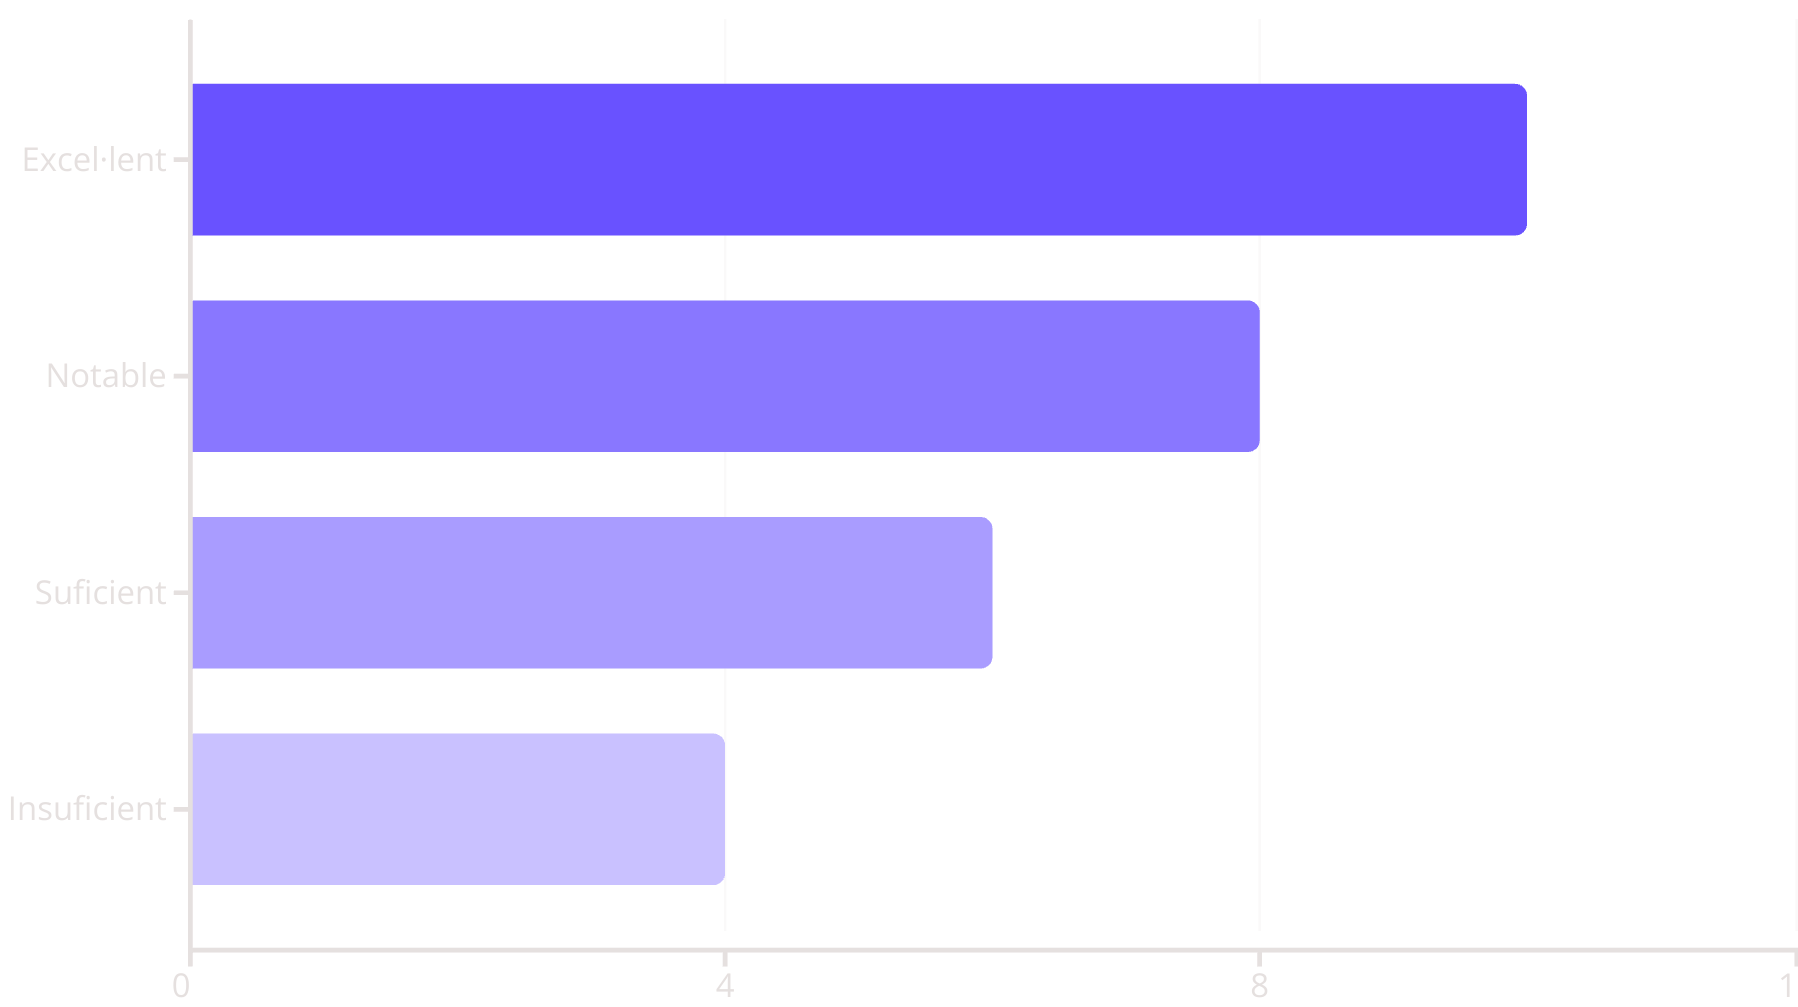 Excel·lent
Notable
Suficient
Insuficient
0 4 8 1